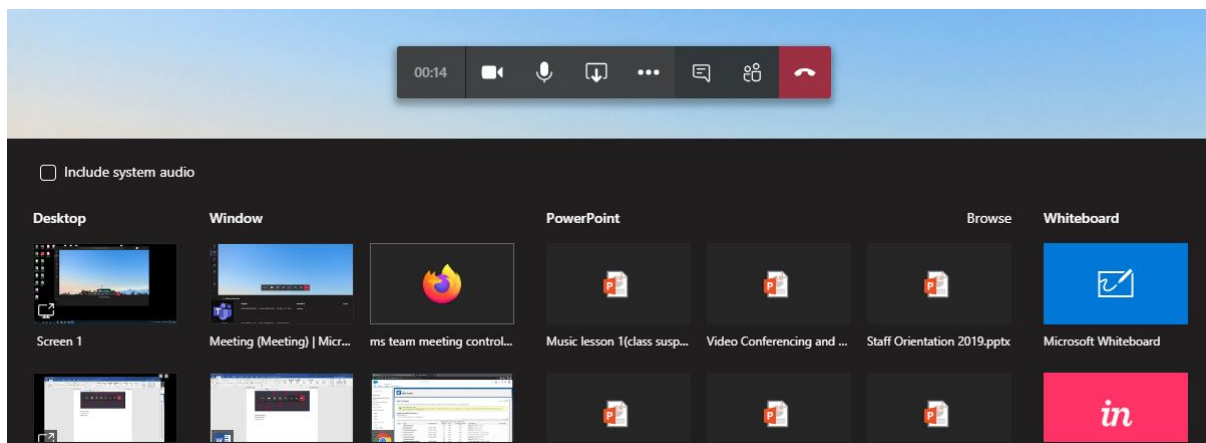 00:14
Include system audio
Desktop
Window
PowerPoint
Browse
Whiteboard
Screen 1
Meeting (Meeting) | Micr...
ms team meeting control...
Music lesson 1(class susp...
Video Conferencing and ...
Staff Orientation 2019.pptx
Microsoft Whiteboard
in